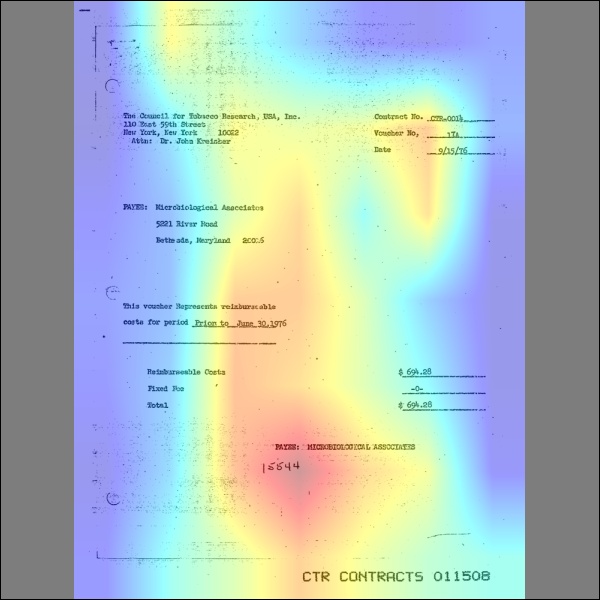 The Council for Tobacco Research, USA, Inc.
110 East 59th Street
New York, New York 10022
Attn: Dr. John Kreisher
Contract No. CTR-0014
Voucher No, 17A
Date 9/15/76
PAYEE: Microbiological Associates
5221 River Road
Bethesda, Maryland 20016
This voucher Represents reimbursable
costs for period Prior to June 30,1976
Reimburseable Costs $ 694.28
Fixed Fee -0-
Total $ 694.28
PAYEE: MICROBIOLOGICAL ASSOCIATES
15544
CTR CONTRACTS 011508